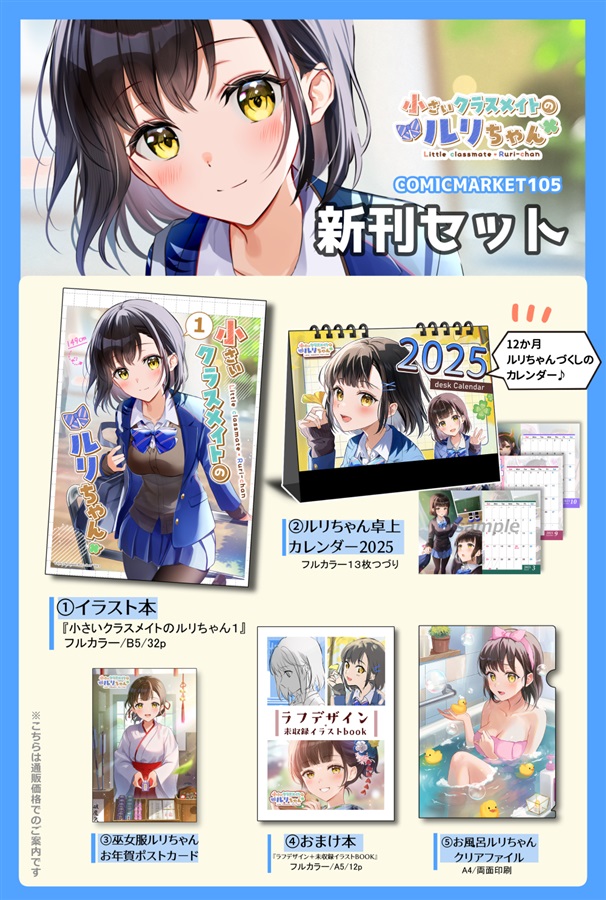 小さいクラスメイトの
ルリちゃん
Little classmate - Ruri-chan
COMICMARKET105
新刊セット
149cm
1
小さい
クラスメイトの
Little classmate - Ruri-chan
ルリちゃん
2025
desk Calendar
12か月
ルリちゃんづくしの
カレンダー♪
sample
②ルリちゃん卓上
カレンダー2025
フルカラー13枚つづり
①イラスト本
『小さいクラスメイトのルリちゃん1』
フルカラー/B5/32p
ラフデザイン
+
未収録イラストbook
※こちらは通販価格でのご案内です
③巫女服ルリちゃん
お年賀ポストカード
④おまけ本
『ラフデザイン+未収録イラストBOOK』
フルカラー/A5/12p
⑤お風呂ルリちゃん
クリアファイル
A4/両面印刷